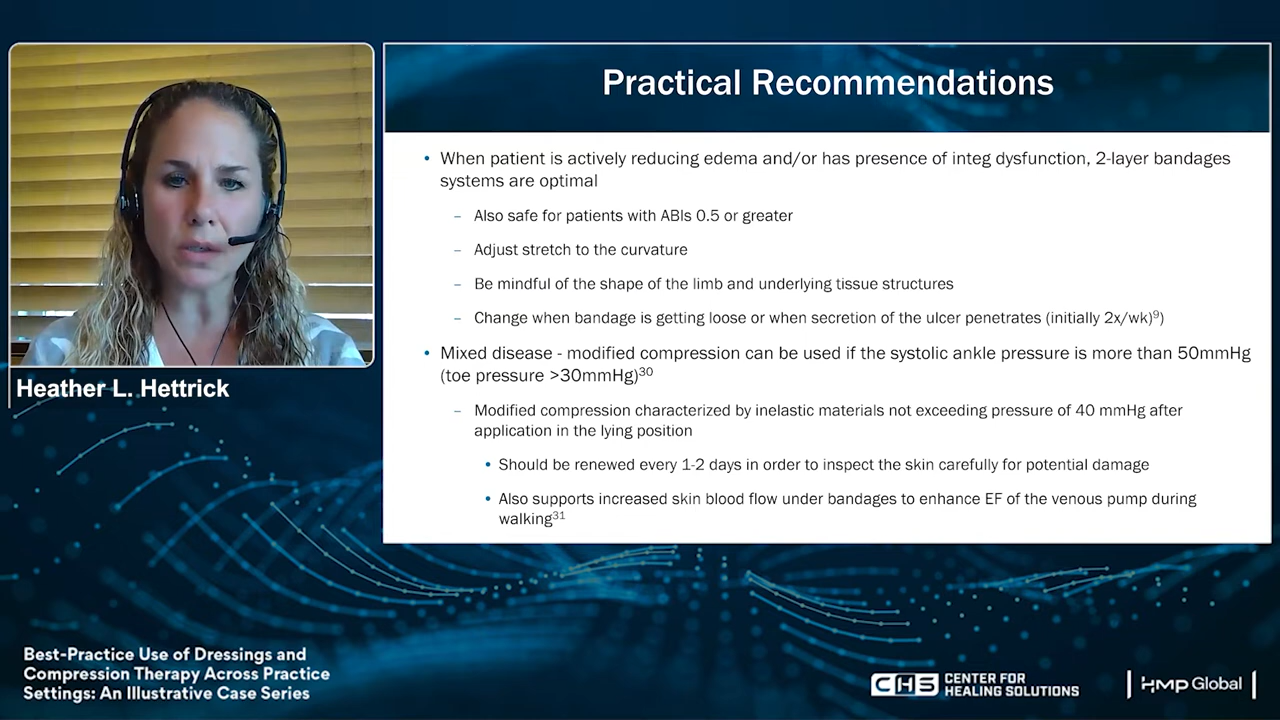 Practical Recommendations
• When patient is actively reducing edema and/or has presence of integ dysfunction, 2-layer bandages
systems are optimal
– Also safe for patients with ABIs 0.5 or greater
– Adjust stretch to the curvature
– Be mindful of the shape of the limb and underlying tissue structures
– Change when bandage is getting loose or when secretion of the ulcer penetrates (initially 2x/wk)⁹)
• Mixed disease - modified compression can be used if the systolic ankle pressure is more than 50mmHg
(toe pressure >30mmHg)³⁰
– Modified compression characterized by inelastic materials not exceeding pressure of 40 mmHg after
application in the lying position
• Should be renewed every 1-2 days in order to inspect the skin carefully for potential damage
• Also supports increased skin blood flow under bandages to enhance EF of the venous pump during
walking³¹
Heather L. Hettrick
Best-Practice Use of Dressings and
Compression Therapy Across Practice
Settings: An Illustrative Case Series
CHS CENTER FOR
HEALING SOLUTIONS
HMP Global